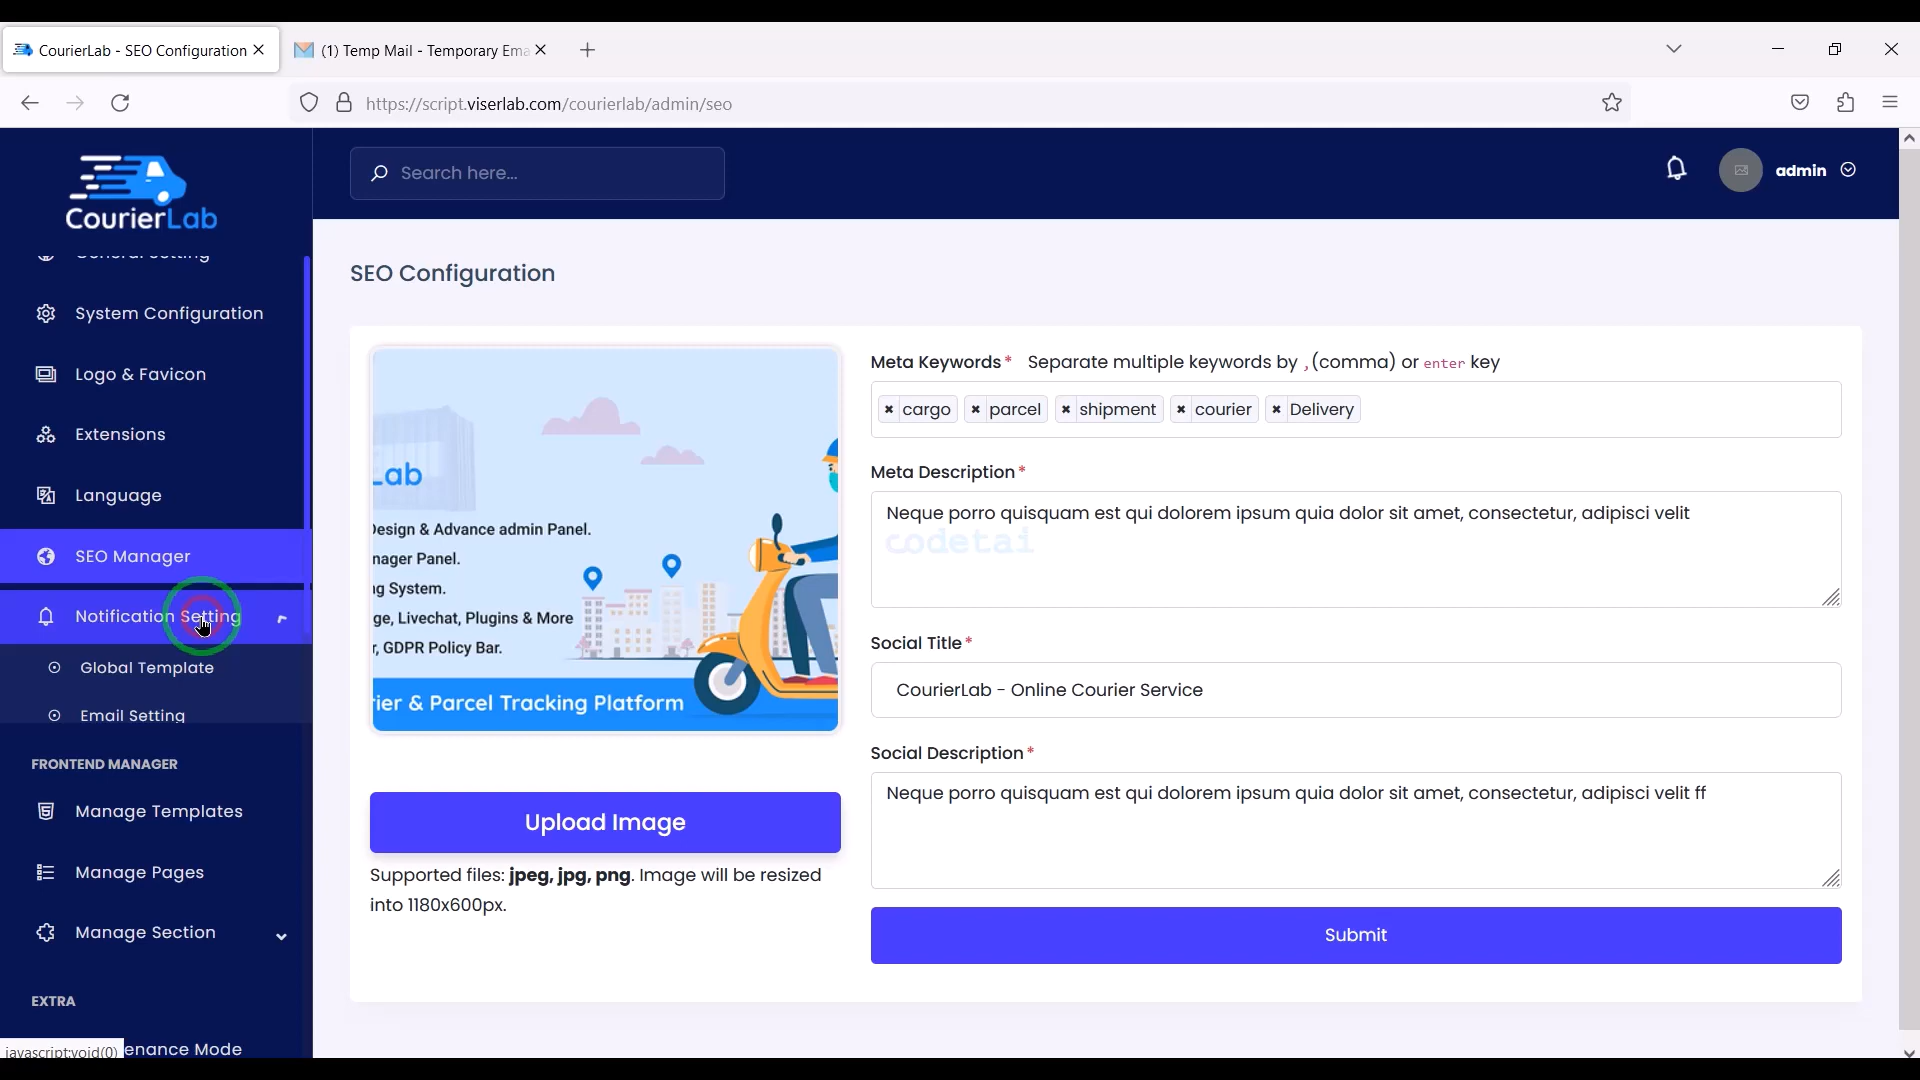 CourierLab - SEO Configuration
(1) Temp Mail - Temporary Ema
https://script.viserlab.com/courierlab/admin/seo
CourierLab
Search here...
admin
General Setting
System Configuration
Logo & Favicon
Extensions
Language
SEO Manager
Notification Setting
Global Template
Email Setting
FRONTEND MANAGER
Manage Templates
Manage Pages
Manage Section
EXTRA
enance Mode
javascript:void(0)
SEO Configuration
Lab
Design & Advance admin Panel.
nager Panel.
ng System.
ge, Livechat, Plugins & More
r, GDPR Policy Bar.
rier & Parcel Tracking Platform
Upload Image
Supported files: jpeg, jpg, png. Image will be resized
into 1180x600px.
Meta Keywords* Separate multiple keywords by ,(comma) or enter key
× cargo × parcel × shipment × courier × Delivery
Meta Description*
Neque porro quisquam est qui dolorem ipsum quia dolor sit amet, consectetur, adipisci velit
codetai
Social Title*
CourierLab - Online Courier Service
Social Description*
Neque porro quisquam est qui dolorem ipsum quia dolor sit amet, consectetur, adipisci velit ff
Submit